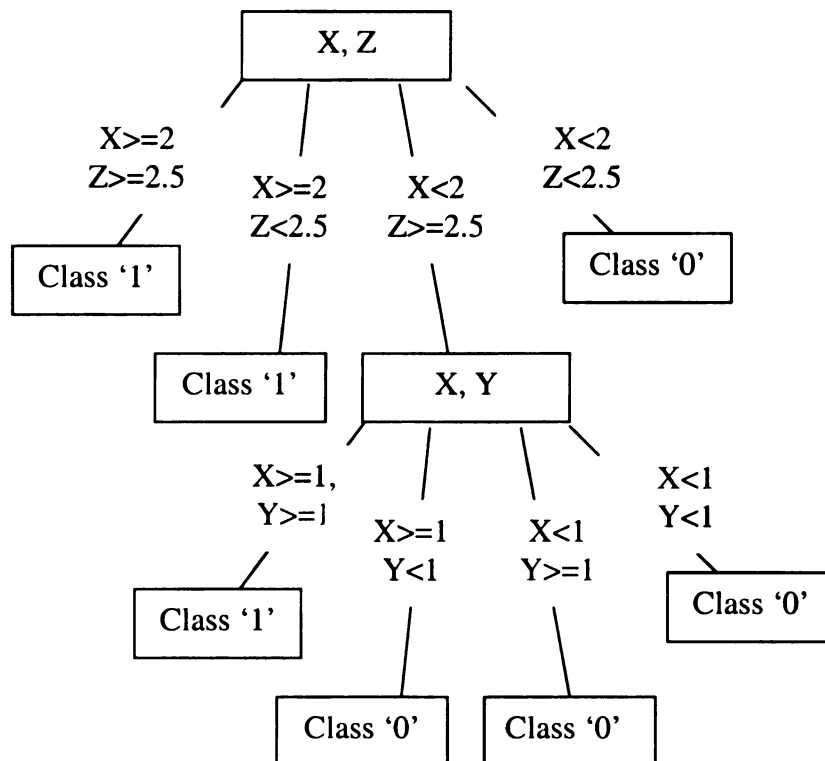 X, Z
X>=2
Z>=2.5
X>=2
Z<2.5
X<2
Z>=2.5
X<2
Z<2.5
Class ‘1’
Class ‘0’
Class ‘1’
X, Y
X>=1,
Y>=1
X>=1
Y<1
X<1
Y>=1
X<1
Y<1
Class ‘1’
Class ‘0’
Class ‘0’
Class ‘0’